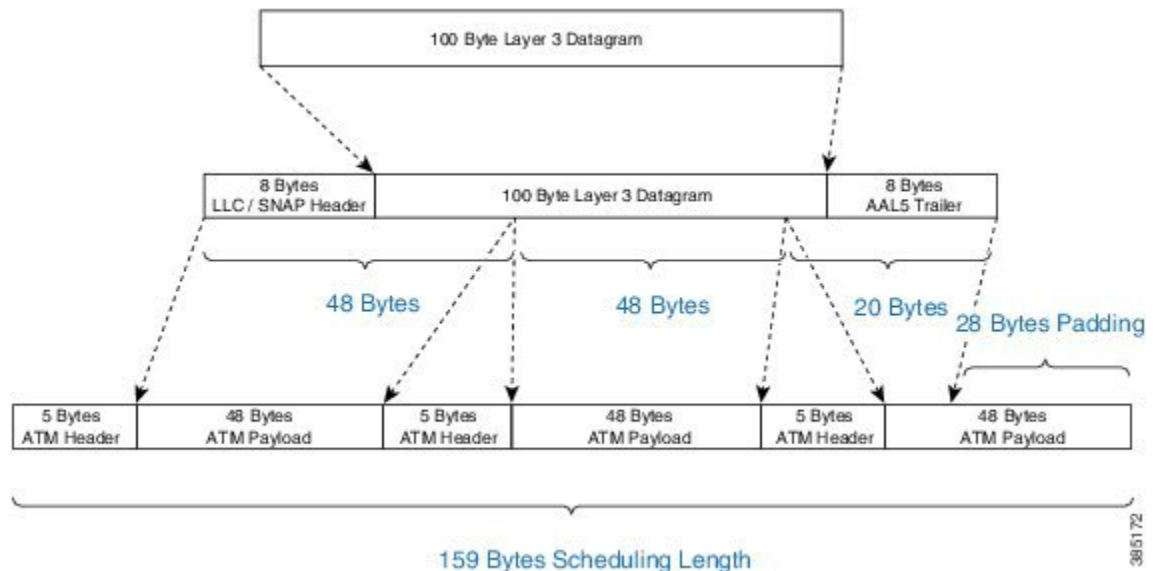 100 Byte Layer 3 Datagram
8 Bytes
LLC / SNAP Header
100 Byte Layer 3 Datagram
8 Bytes
AAL5 Trailer
48 Bytes
48 Bytes
20 Bytes
28 Bytes Padding
5 Bytes
ATM Header
48 Bytes
ATM Payload
5 Bytes
ATM Header
48 Bytes
ATM Payload
5 Bytes
ATM Header
48 Bytes
ATM Payload
159 Bytes Scheduling Length
385172